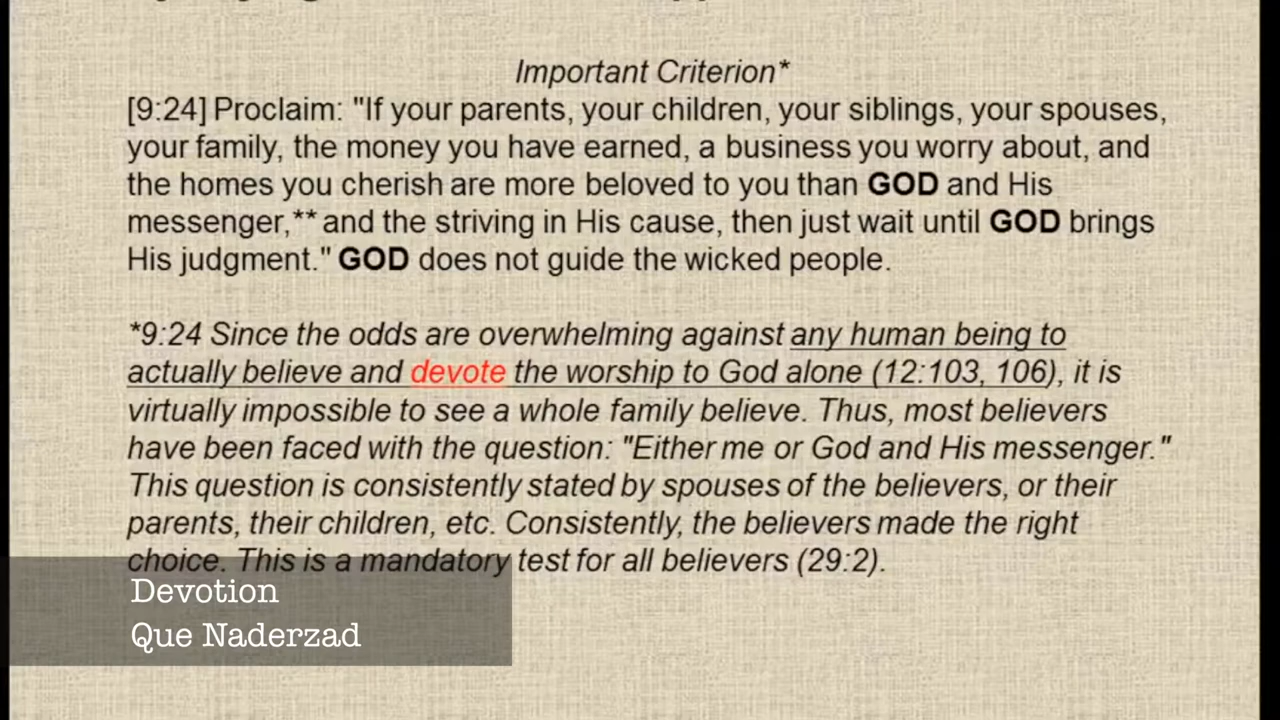 Important Criterion*
[9:24] Proclaim: "If your parents, your children, your siblings, your spouses,
your family, the money you have earned, a business you worry about, and
the homes you cherish are more beloved to you than GOD and His
messenger,** and the striving in His cause, then just wait until GOD brings
His judgment." GOD does not guide the wicked people.
*9:24 Since the odds are overwhelming against any human being to
actually believe and devote the worship to God alone (12:103, 106), it is
virtually impossible to see a whole family believe. Thus, most believers
have been faced with the question: "Either me or God and His messenger."
This question is consistently stated by spouses of the believers, or their
parents, their children, etc. Consistently, the believers made the right
choice. This is a mandatory test for all believers (29:2).
Devotion
Que Naderzad